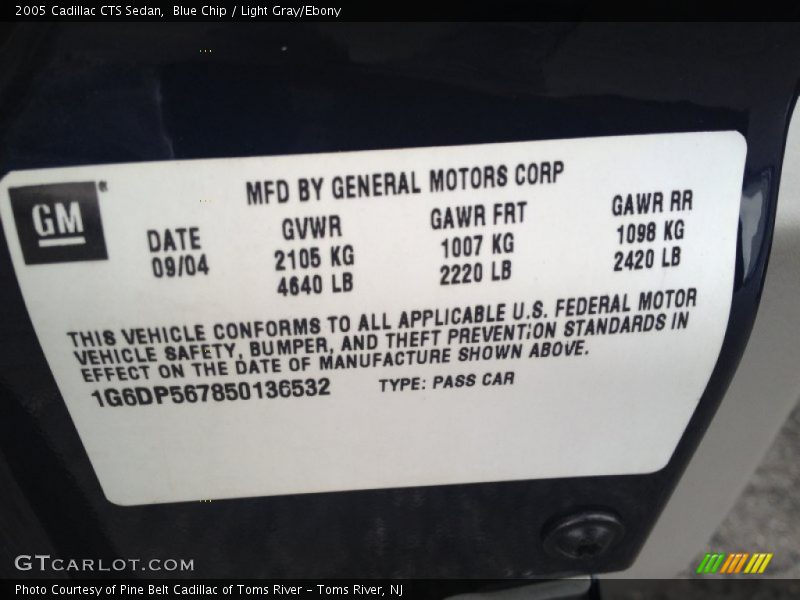 2005 Cadillac CTS Sedan,  Blue Chip / Light Gray/Ebony
MFD BY GENERAL MOTORS CORP
GM®
DATE GVWR GAWR FRT GAWR RR
09/04 2105 KG 1007 KG 1098 KG
4640 LB 2220 LB 2420 LB
THIS VEHICLE CONFORMS TO ALL APPLICABLE U.S. FEDERAL MOTOR
VEHICLE SAFETY, BUMPER, AND THEFT PREVENTION STANDARDS IN
EFFECT ON THE DATE OF MANUFACTURE SHOWN ABOVE.
1G6DP567850136532 TYPE: PASS CAR
GTCARLOT.COM
Photo Courtesy of Pine Belt Cadillac of Toms River – Toms River, NJ